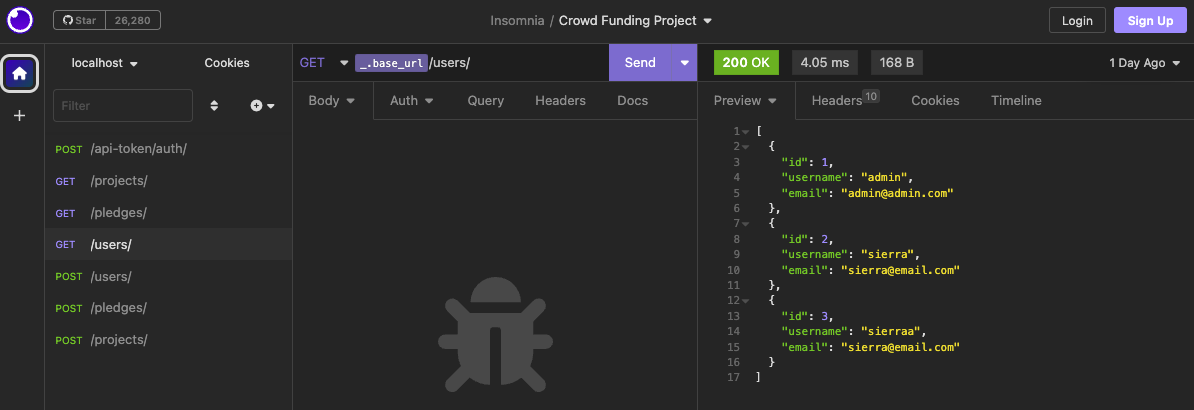 Star 26,280 Insomnia / Crowd Funding Project Login Sign Up
localhost Cookies
Filter
POST /api-token/auth/
GET /projects/
GET /pledges/
GET /users/
POST /users/
POST /pledges/
POST /projects/
GET _.base_url /users/ Send
Body Auth Query Headers Docs
200 OK 4.05 ms 168 B 1 Day Ago
Preview Headers 10 Cookies Timeline
1 [
2 {
3 "id": 1,
4 "username": "admin",
5 "email": "admin@admin.com"
6 },
7 {
8 "id": 2,
9 "username": "sierra",
10 "email": "sierra@email.com"
11 },
12 {
13 "id": 3,
14 "username": "sierraa",
15 "email": "sierra@email.com"
16 }
17 ]